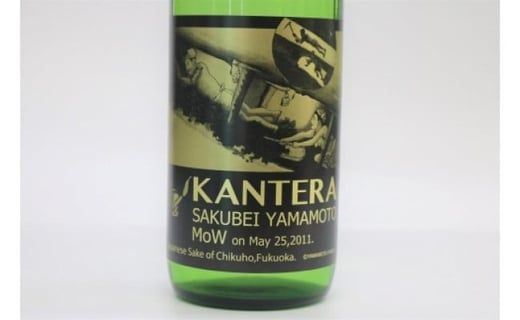 KANTERA
SAKUBEI YAMAMOTO
MoW on May 25,2011.
Japanese Sake of Chikuho,Fukuoka.